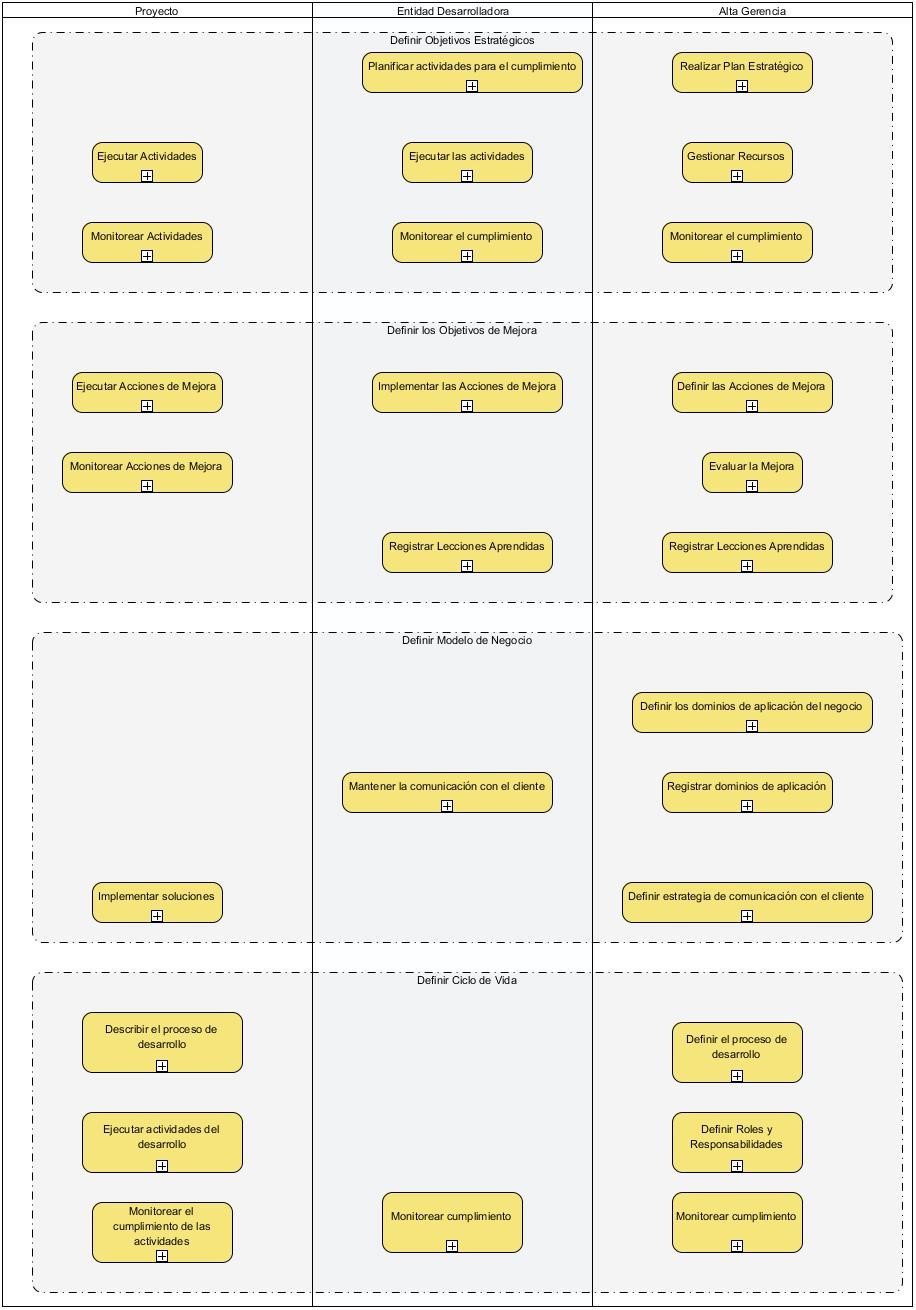 Proyecto
Entidad Desarrolladora
Alta Gerencia
Definir Objetivos Estratégicos
Planificar actividades para el cumplimiento
Realizar Plan Estratégico
Ejecutar Actividades
Ejecutar las actividades
Gestionar Recursos
Monitorear Actividades
Monitorear el cumplimiento
Monitorear el cumplimiento
Definir los Objetivos de Mejora
Ejecutar Acciones de Mejora
Implementar las Acciones de Mejora
Definir las Acciones de Mejora
Monitorear Acciones de Mejora
Evaluar la Mejora
Registrar Lecciones Aprendidas
Registrar Lecciones Aprendidas
Definir Modelo de Negocio
Definir los dominios de aplicación del negocio
Mantener la comunicación con el cliente
Registrar dominios de aplicación
Implementar soluciones
Definir estrategia de comunicación con el cliente
Definir Ciclo de Vida
Describir el proceso de
desarrollo
Definir el proceso de
desarrollo
Ejecutar actividades del
desarrollo
Definir Roles y
Responsabilidades
Monitorear el
cumplimiento de las
actividades
Monitorear cumplimiento
Monitorear cumplimiento